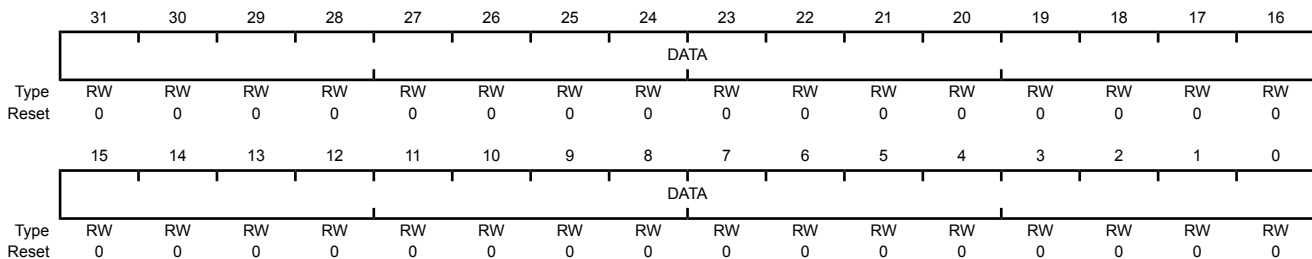 31 30 29 28 27 26 25 24 23 22 21 20 19 18 17 16
DATA
Type RW RW RW RW RW RW RW RW RW RW RW RW RW RW RW RW
Reset 0 0 0 0 0 0 0 0 0 0 0 0 0 0 0 0
15 14 13 12 11 10 9 8 7 6 5 4 3 2 1 0
DATA
Type RW RW RW RW RW RW RW RW RW RW RW RW RW RW RW RW
Reset 0 0 0 0 0 0 0 0 0 0 0 0 0 0 0 0